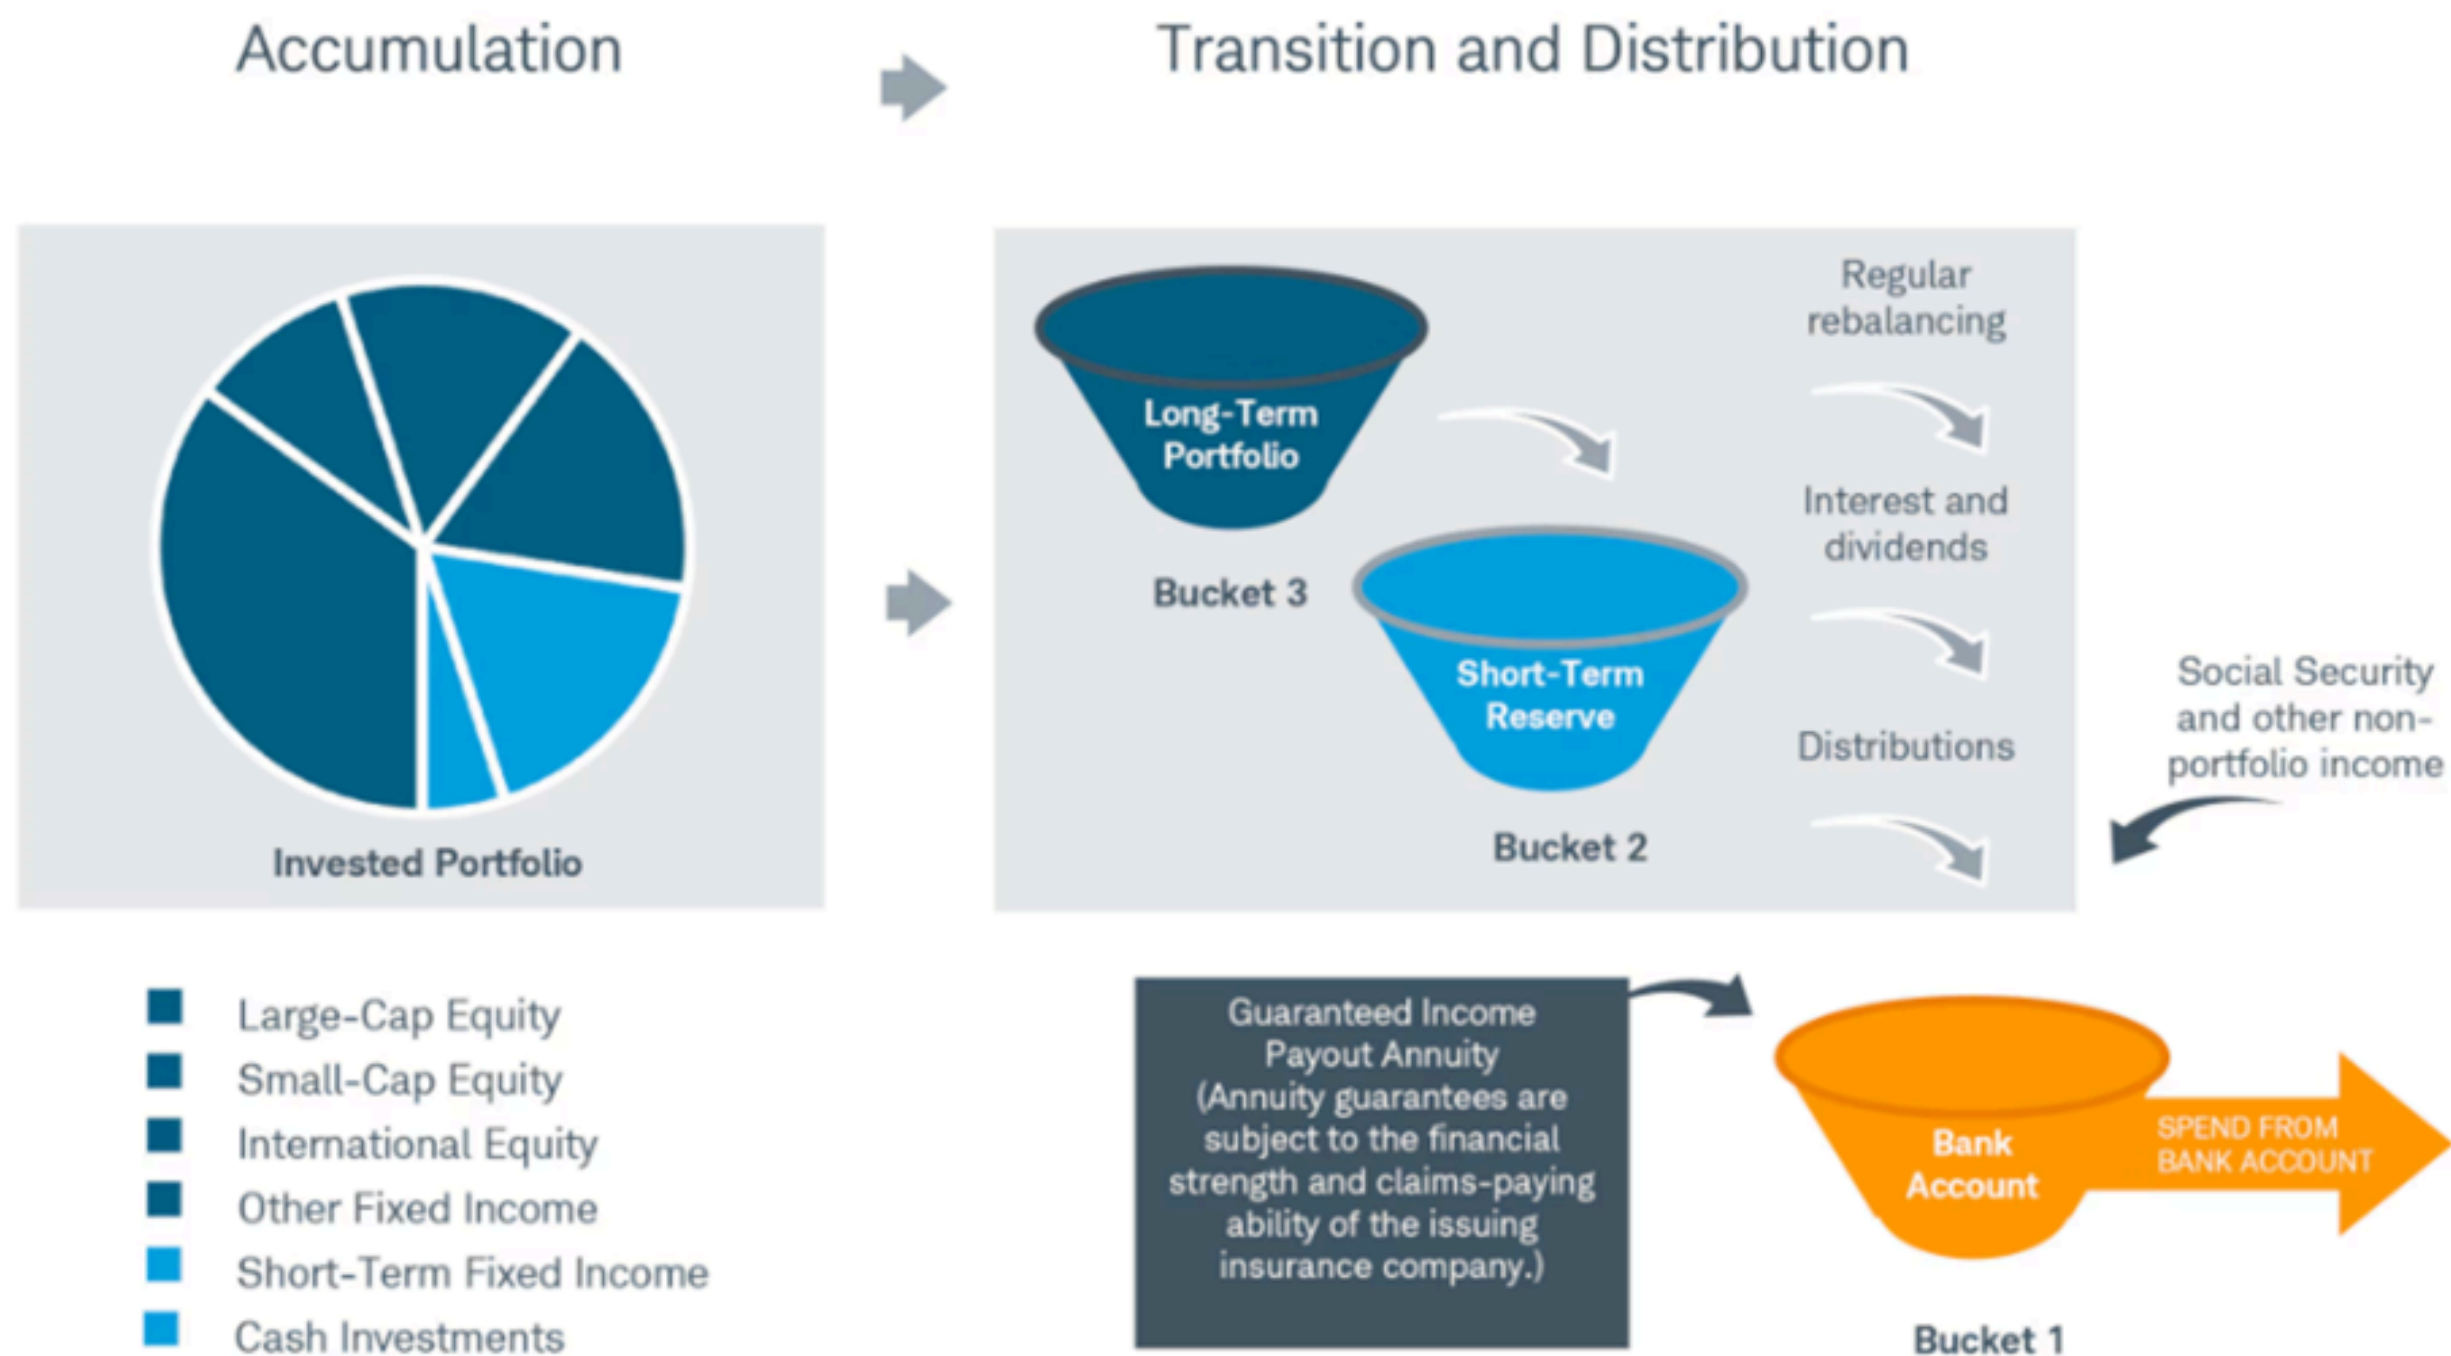 Accumulation
Transition and Distribution
Invested Portfolio
Large-Cap Equity
Small-Cap Equity
International Equity
Other Fixed Income
Short-Term Fixed Income
Cash Investments
Long-Term
Portfolio
Bucket 3
Short-Term
Reserve
Bucket 2
Regular
rebalancing
Interest and
dividends
Distributions
Social Security
and other non-
portfolio income
Guaranteed Income
Payout Annuity
(Annuity guarantees are
subject to the financial
strength and claims-paying
ability of the issuing
insurance company.)
Bank
Account
SPEND FROM
BANK ACCOUNT
Bucket 1